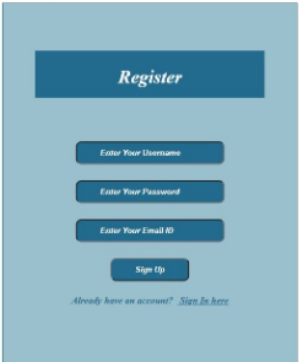 Register
Enter Your Username
Enter Your Password
Enter Your Email ID
Sign Up
Already have an account? Sign In here